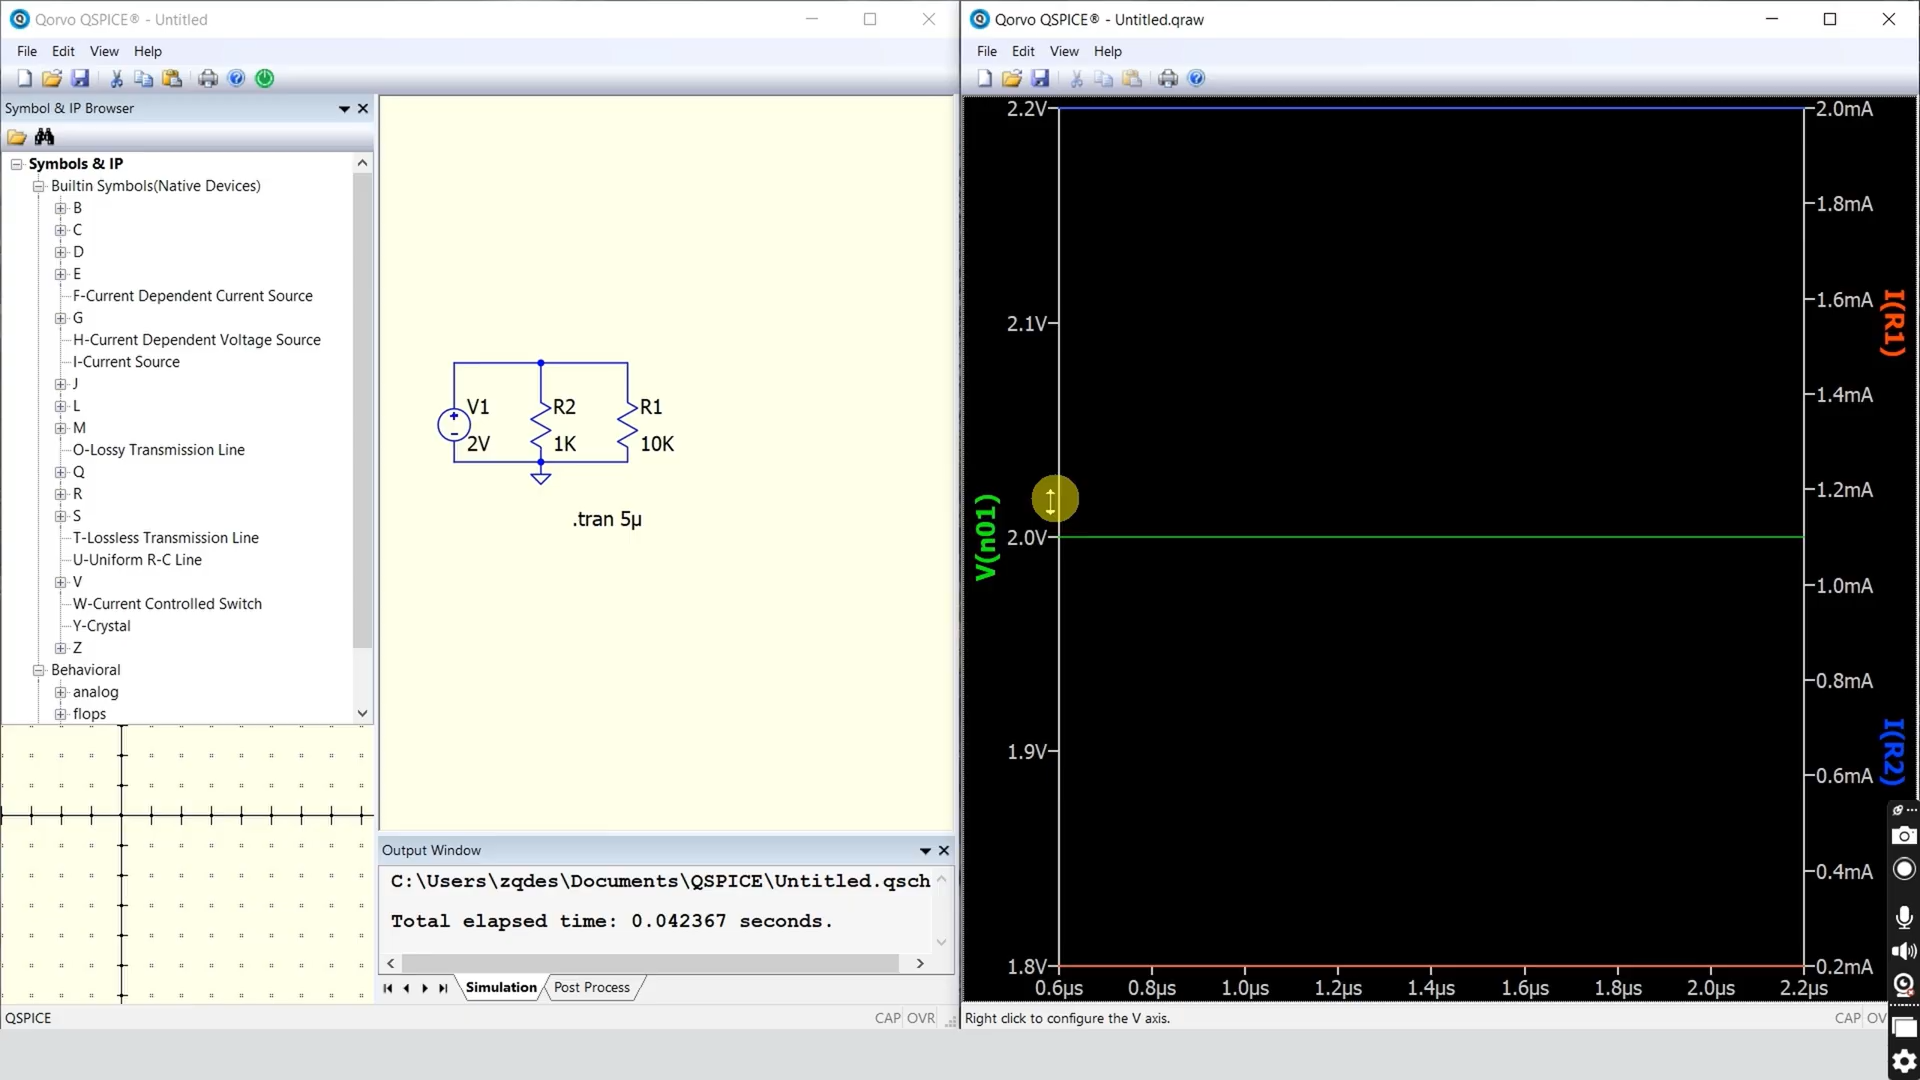 Qorvo QSPICE® - Untitled
File Edit View Help
Symbol & IP Browser
Symbols & IP
Builtin Symbols(Native Devices)
B
C
D
E
F-Current Dependent Current Source
G
H-Current Dependent Voltage Source
I-Current Source
J
L
M
O-Lossy Transmission Line
Q
R
S
T-Lossless Transmission Line
U-Uniform R-C Line
V
W-Current Controlled Switch
Y-Crystal
Z
Behavioral
analog
flops
V1
2V
R2
1K
R1
10K
.tran 5µ
Output Window
C:\Users\zqdes\Documents\QSPICE\Untitled.qsch
Total elapsed time: 0.042367 seconds.
Simulation Post Process
QSPICE
CAP OVR
Qorvo QSPICE® - Untitled.qraw
File Edit View Help
V(n01)
2.2V
2.1V
2.0V
1.9V
1.8V
2.0mA
1.8mA
1.6mA
1.4mA
1.2mA
1.0mA
0.8mA
0.6mA
0.4mA
0.2mA
I(R1)
I(R2)
0.6µs 0.8µs 1.0µs 1.2µs 1.4µs 1.6µs 1.8µs 2.0µs 2.2µs
Right click to configure the V axis.
CAP OV